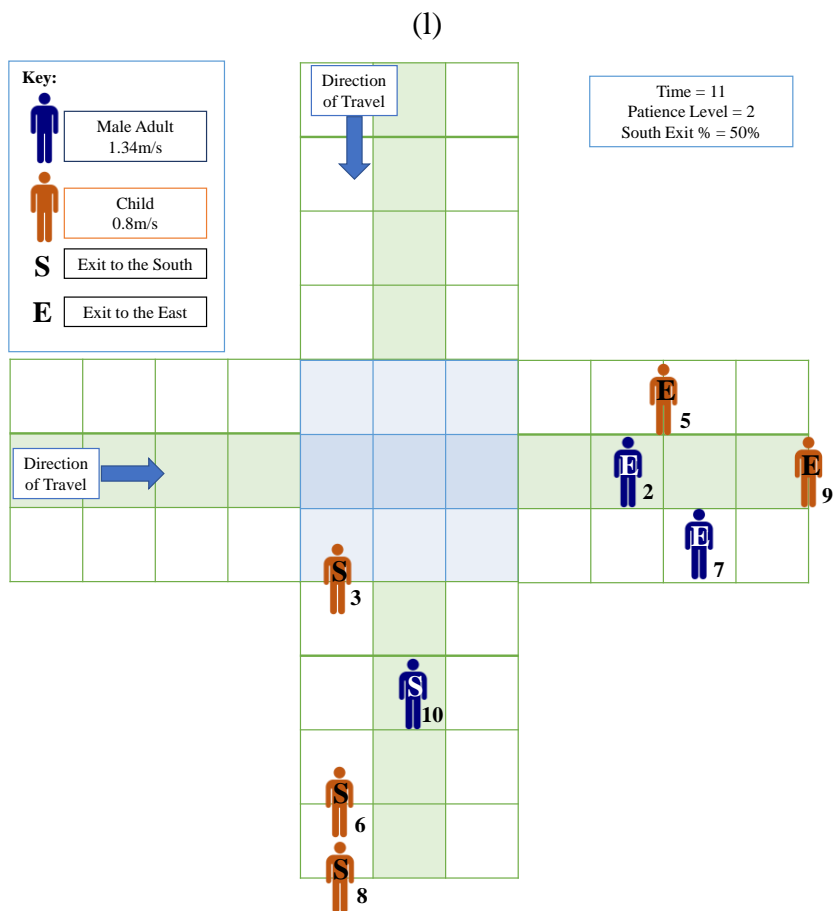 (l)
Key:
Male Adult
1.34m/s
Child
0.8m/s
S
Exit to the South
E
Exit to the East
Direction
of Travel
Time = 11
Patience Level = 2
South Exit % = 50%
Direction
of Travel
E
5
E
2
E
9
E
7
S
3
S
10
S
6
S
8